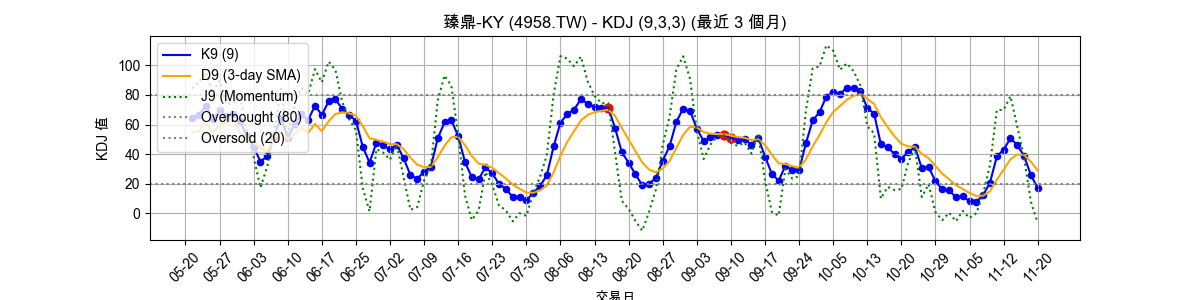 臻鼎-KY (4958.TW) - KDJ (9,3,3) (最近 3 個月)
KDJ 值
100
80
60
40
20
0
K9 (9)
D9 (3-day SMA)
J9 (Momentum)
Overbought (80)
Oversold (20)
05-20 05-27 06-03 06-10 06-17 06-25 07-02 07-09 07-16 07-23 07-30 08-06 08-13 08-20 08-27 09-03 09-10 09-17 09-24 10-05 10-13 10-20 10-29 11-05 11-12 11-20
交易日